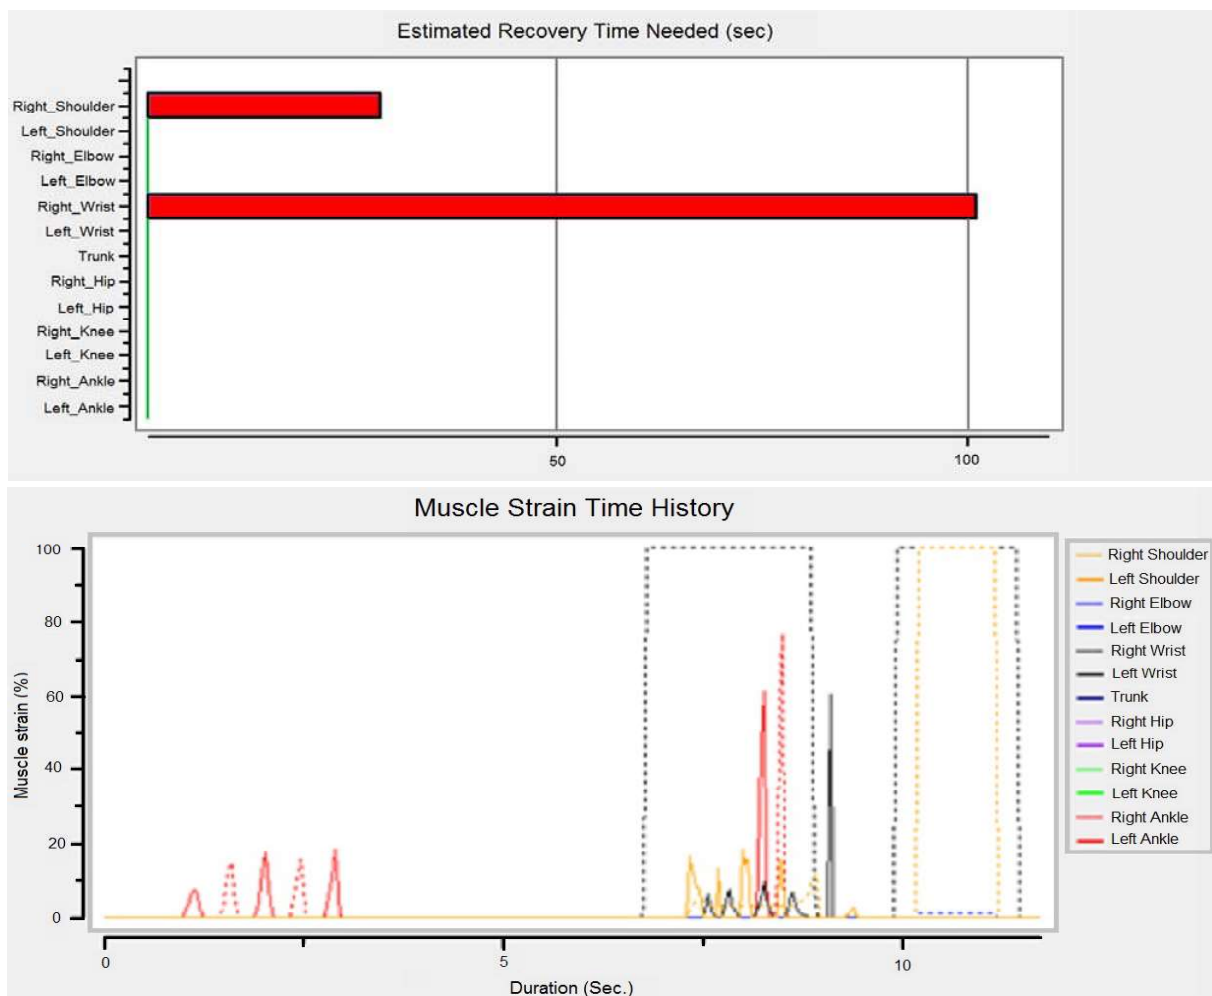 Estimated Recovery Time Needed (sec)
Right_Shoulder
Left_Shoulder
Right_Elbow
Left_Elbow
Right_Wrist
Left_Wrist
Trunk
Right_Hip
Left_Hip
Right_Knee
Left_Knee
Right_Ankle
Left_Ankle
50 100
Muscle Strain Time History
Muscle strain (%)
100
80
60
40
20
0
0 5 10
Duration (Sec.)
Right Shoulder
Left Shoulder
Right Elbow
Left Elbow
Right Wrist
Left Wrist
Trunk
Right Hip
Left Hip
Right Knee
Left Knee
Right Ankle
Left Ankle